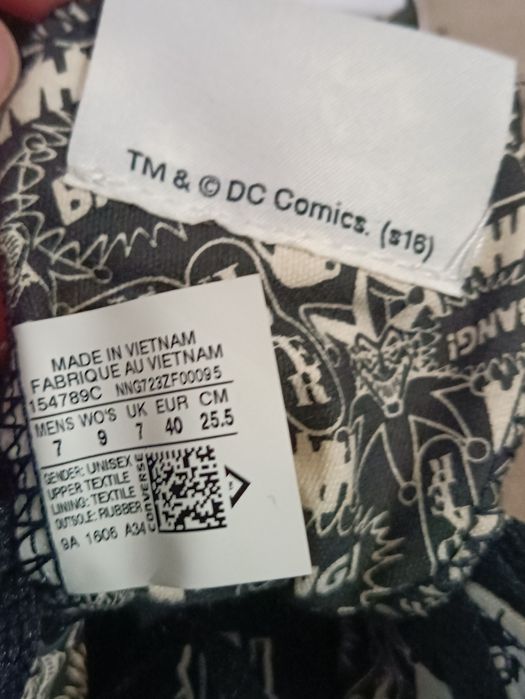 TM & © DC Comics. (s16)
MADE IN VIETNAM
FABRIQUE AU VIETNAM
154789C NNG723ZF00095
MENS WO'S UK EUR CM
7 9 7 40 25.5
GENDER: UNISEX
UPPER TEXTILE
LINING: TEXTILE
OUTSOLE: RUBBER
CONVERSE
9A 1606 A34
BANG!